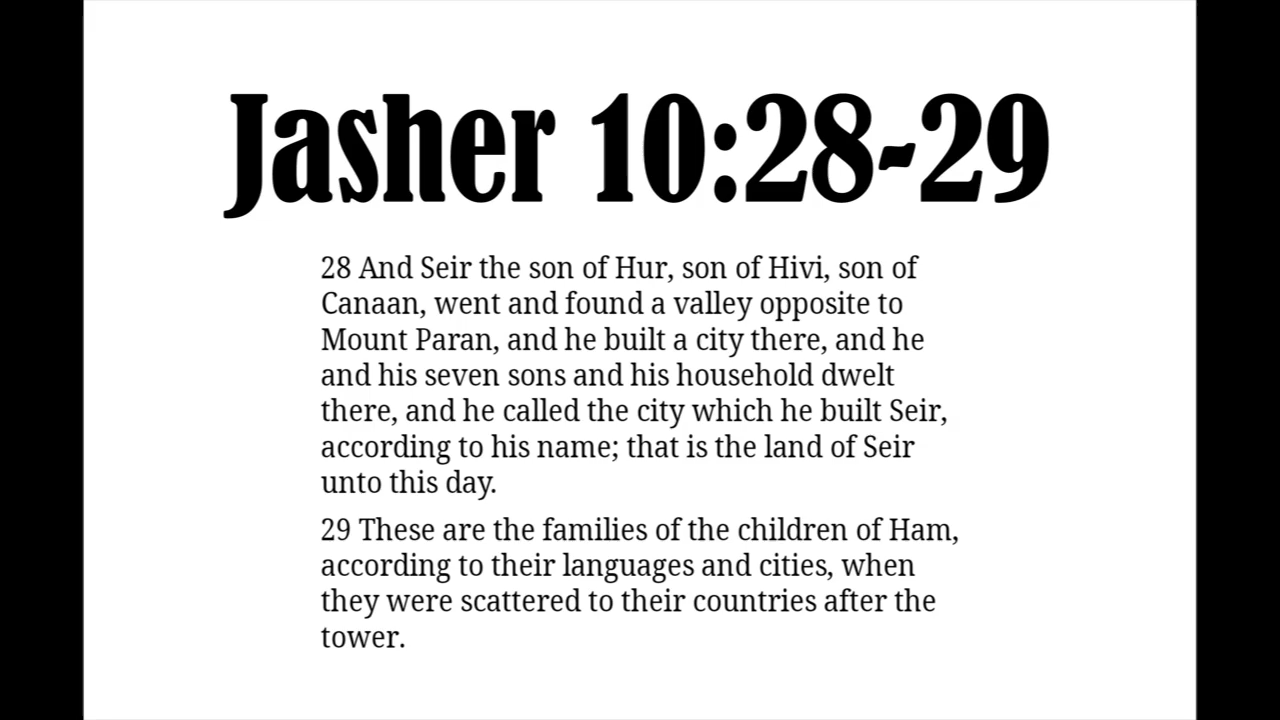 Jasher 10:28-29
28 And Seir the son of Hur, son of Hivi, son of
Canaan, went and found a valley opposite to
Mount Paran, and he built a city there, and he
and his seven sons and his household dwelt
there, and he called the city which he built Seir,
according to his name; that is the land of Seir
unto this day.
29 These are the families of the children of Ham,
according to their languages and cities, when
they were scattered to their countries after the
tower.